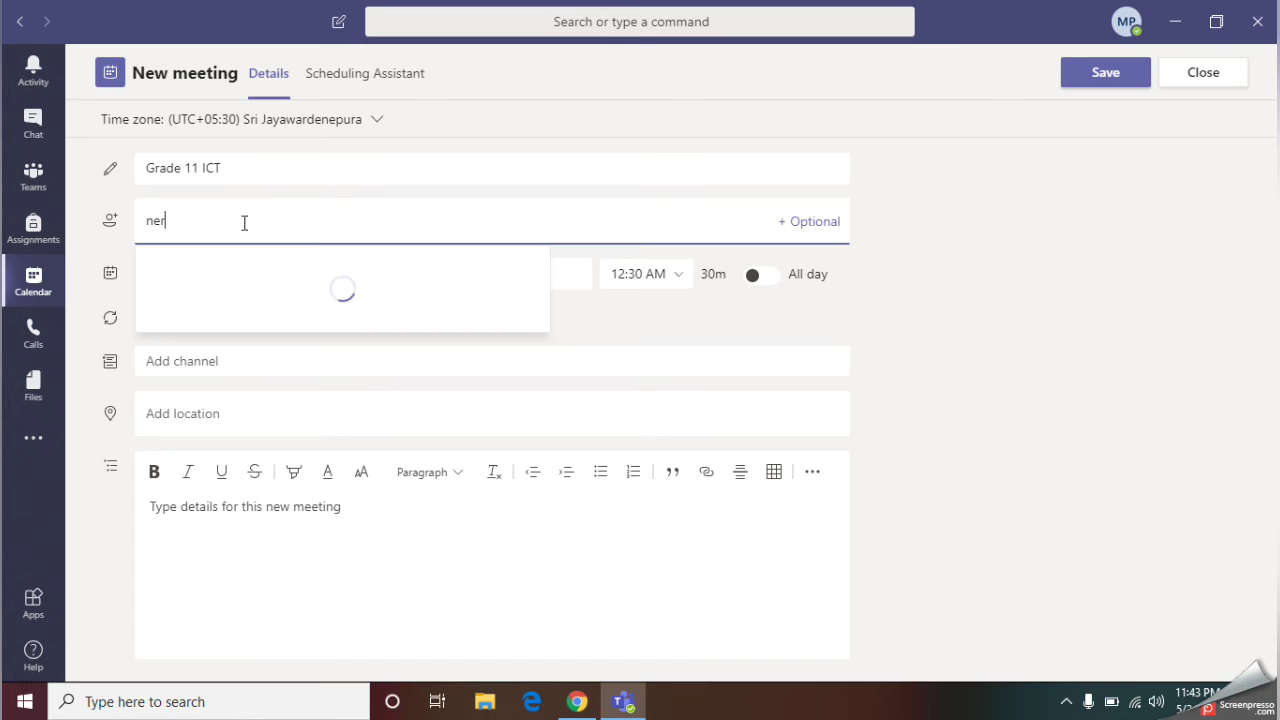 Search or type a command
MP
Activity
Chat
Teams
Assignments
Calendar
Calls
Files
Apps
Help
New meeting
Details
Scheduling Assistant
Save
Close
Time zone: (UTC+05:30) Sri Jayawardenepura
Grade 11 ICT
ner
+ Optional
12:30 AM
30m
All day
Add channel
Add location
B I U S A AA Paragraph Tx
Type details for this new meeting
Type here to search
11:43 PM
Screenpresso
.com